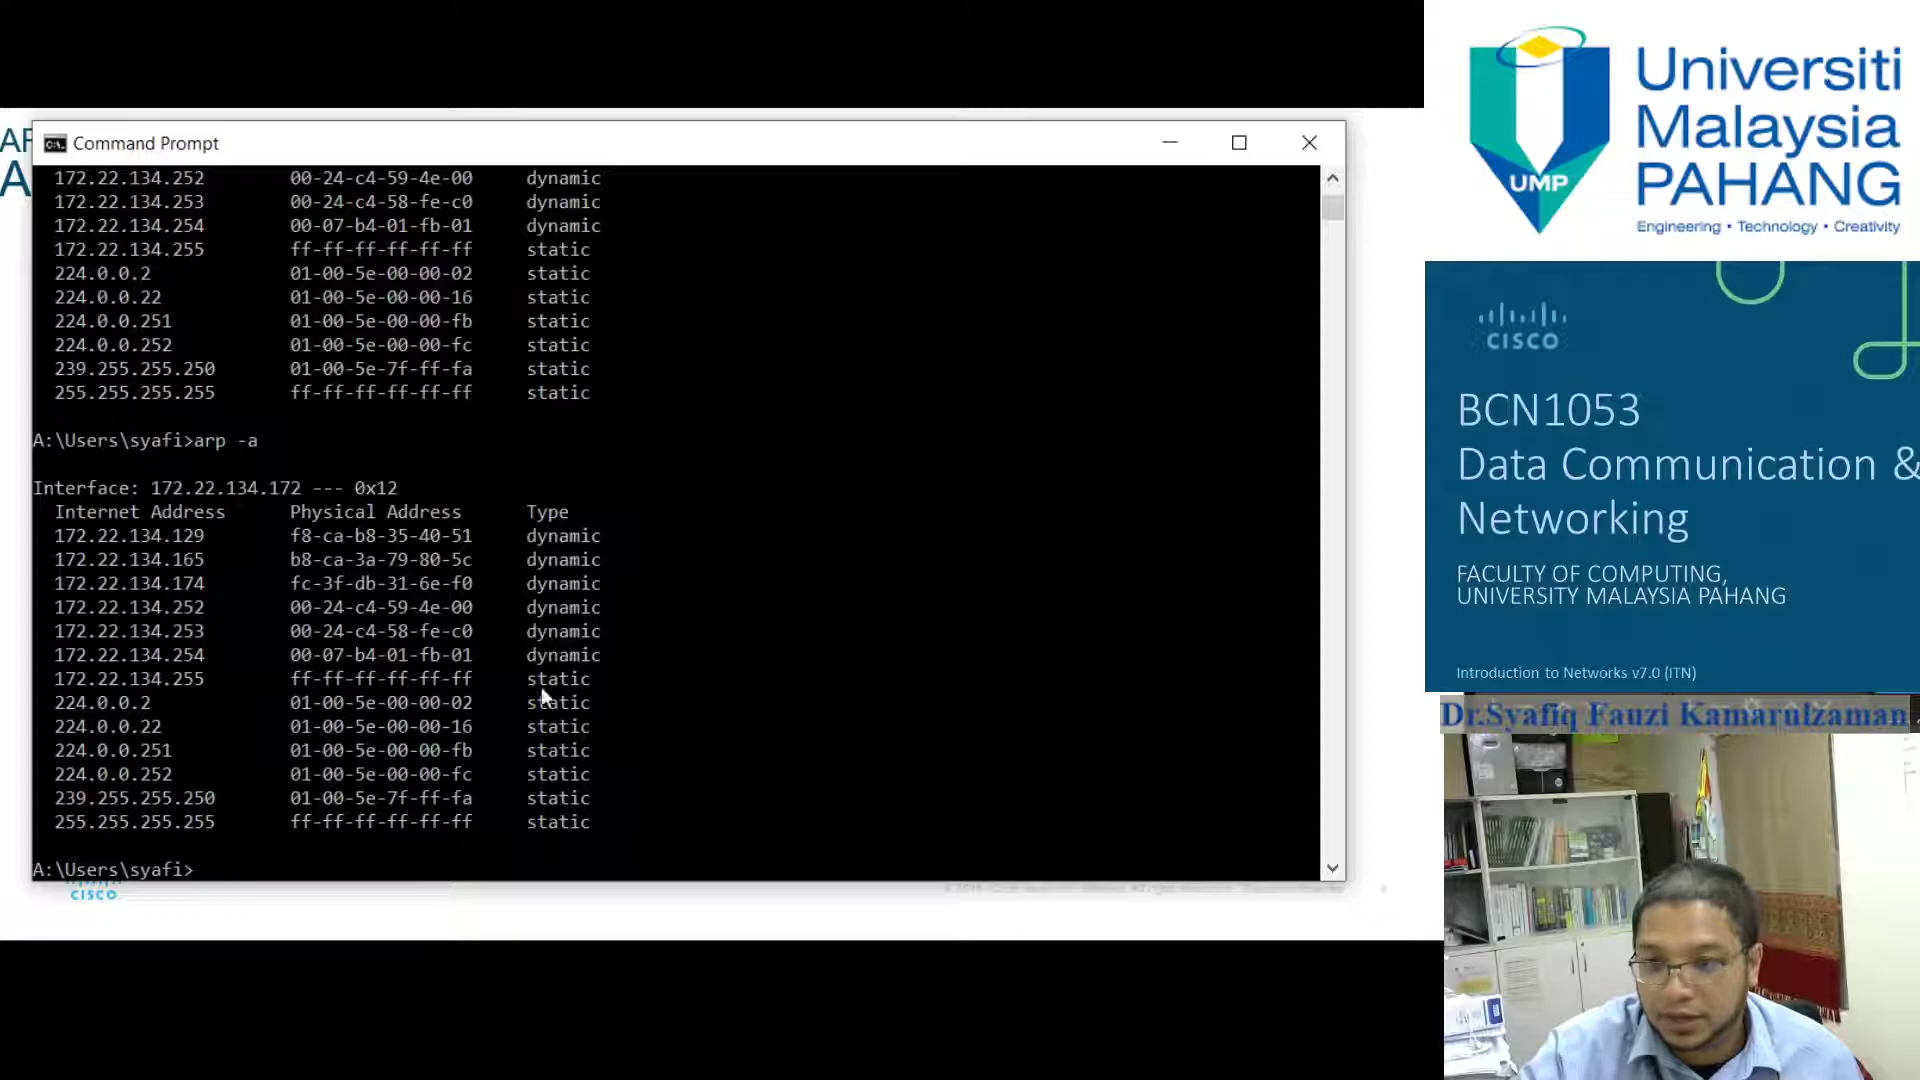 AR
A
Command Prompt
172.22.134.252 00-24-c4-59-4e-00 dynamic
172.22.134.253 00-24-c4-58-fe-c0 dynamic
172.22.134.254 00-07-b4-01-fb-01 dynamic
172.22.134.255 ff-ff-ff-ff-ff-ff static
224.0.0.2 01-00-5e-00-00-02 static
224.0.0.22 01-00-5e-00-00-16 static
224.0.0.251 01-00-5e-00-00-fb static
224.0.0.252 01-00-5e-00-00-fc static
239.255.255.250 01-00-5e-7f-ff-fa static
255.255.255.255 ff-ff-ff-ff-ff-ff static
A:\Users\syafi>arp -a
Interface: 172.22.134.172 --- 0x12
Internet Address Physical Address Type
172.22.134.129 f8-ca-b8-35-40-51 dynamic
172.22.134.165 b8-ca-3a-79-80-5c dynamic
172.22.134.174 fc-3f-db-31-6e-f0 dynamic
172.22.134.252 00-24-c4-59-4e-00 dynamic
172.22.134.253 00-24-c4-58-fe-c0 dynamic
172.22.134.254 00-07-b4-01-fb-01 dynamic
172.22.134.255 ff-ff-ff-ff-ff-ff static
224.0.0.2 01-00-5e-00-00-02 static
224.0.0.22 01-00-5e-00-00-16 static
224.0.0.251 01-00-5e-00-00-fb static
224.0.0.252 01-00-5e-00-00-fc static
239.255.255.250 01-00-5e-7f-ff-fa static
255.255.255.255 ff-ff-ff-ff-ff-ff static
A:\Users\syafi>
CISCO
UMP
Universiti
Malaysia
PAHANG
Engineering • Technology • Creativity
CISCO
BCN1053
Data Communication &
Networking
FACULTY OF COMPUTING,
UNIVERSITY MALAYSIA PAHANG
Introduction to Networks v7.0 (ITN)
Dr.Syafiq Fauzi Kamarulzaman